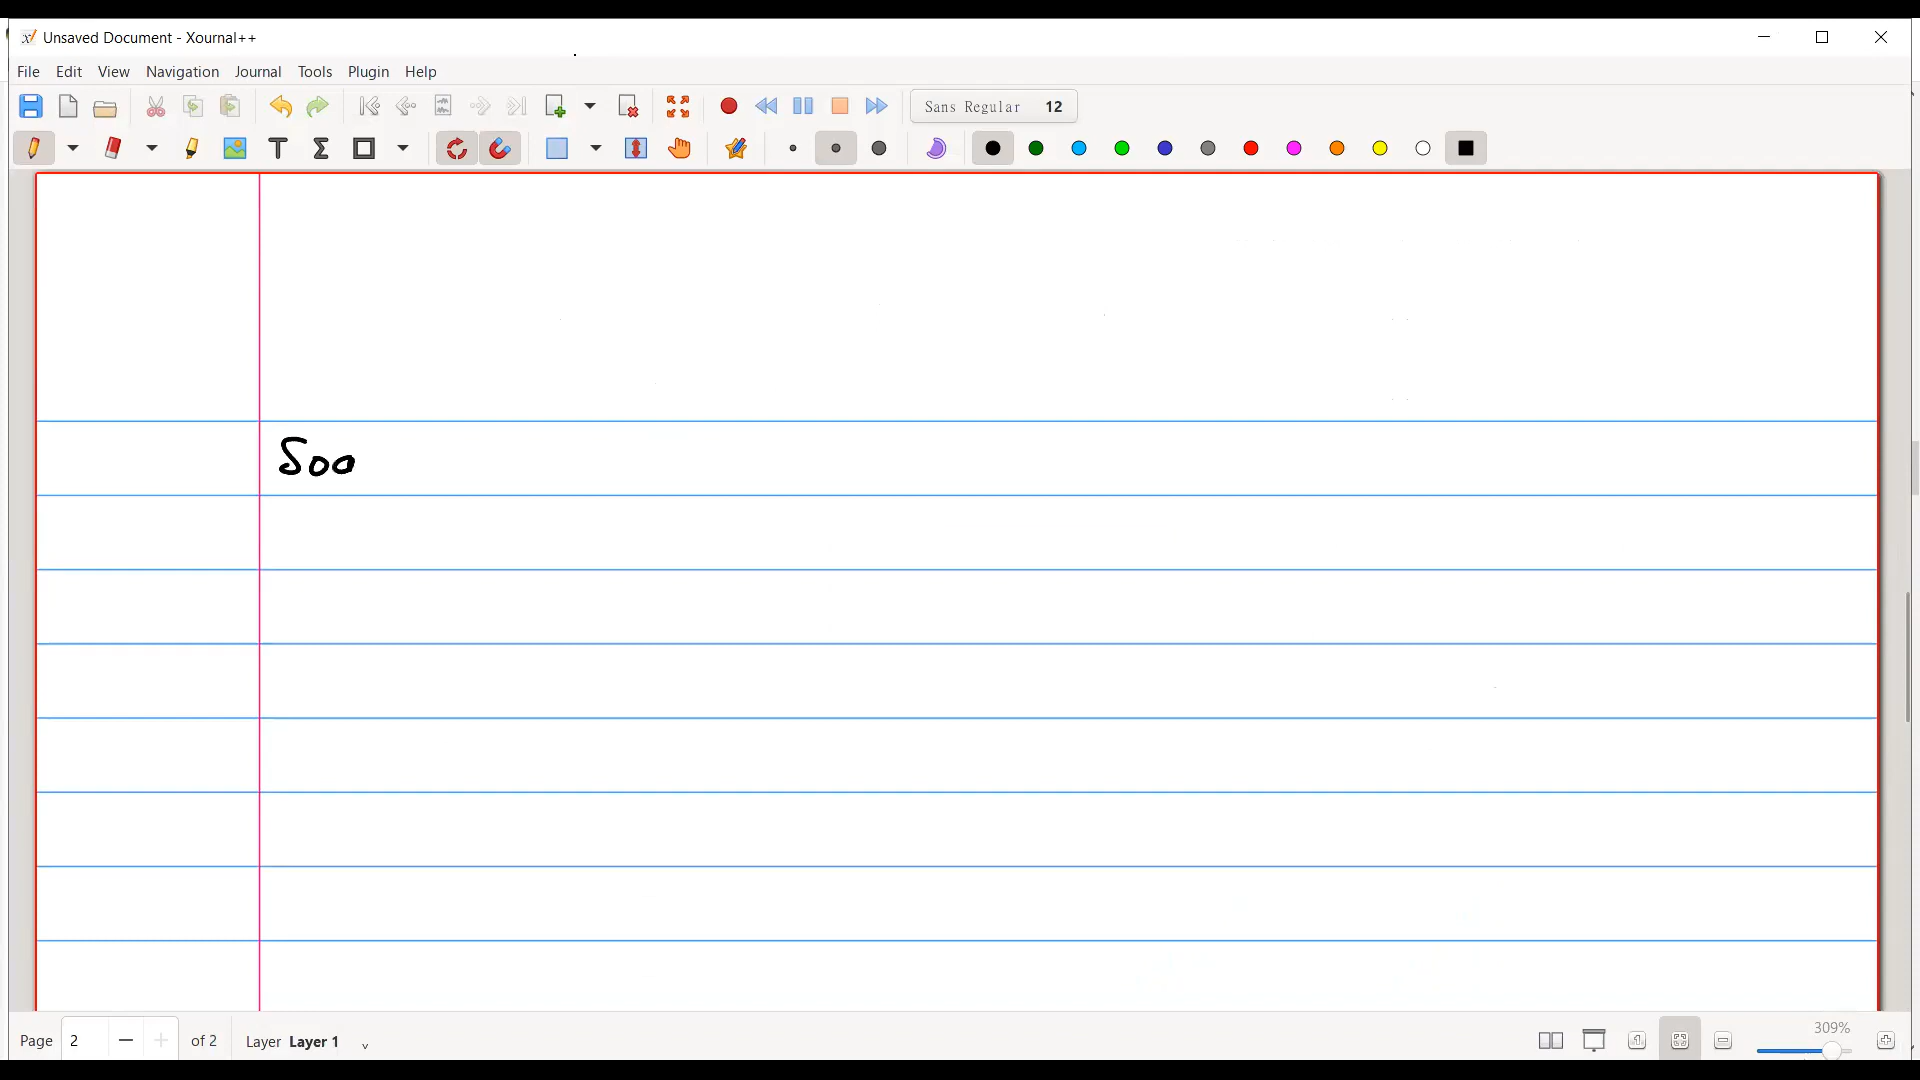 Unsaved Document - Xournal++
File Edit View Navigation Journal Tools Plugin Help
Sans Regular 12
Soo
Page 2 of 2 Layer Layer 1 309%